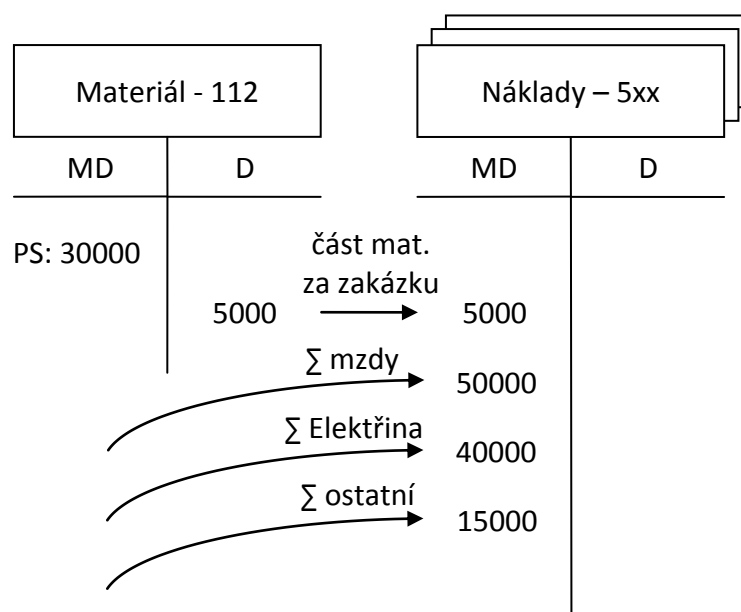 Materiál - 112
Náklady – 5xx
MD D
MD D
PS: 30000
část mat.
za zakázku
5000
5000
∑ mzdy
50000
∑ Elektřina
40000
∑ ostatní
15000